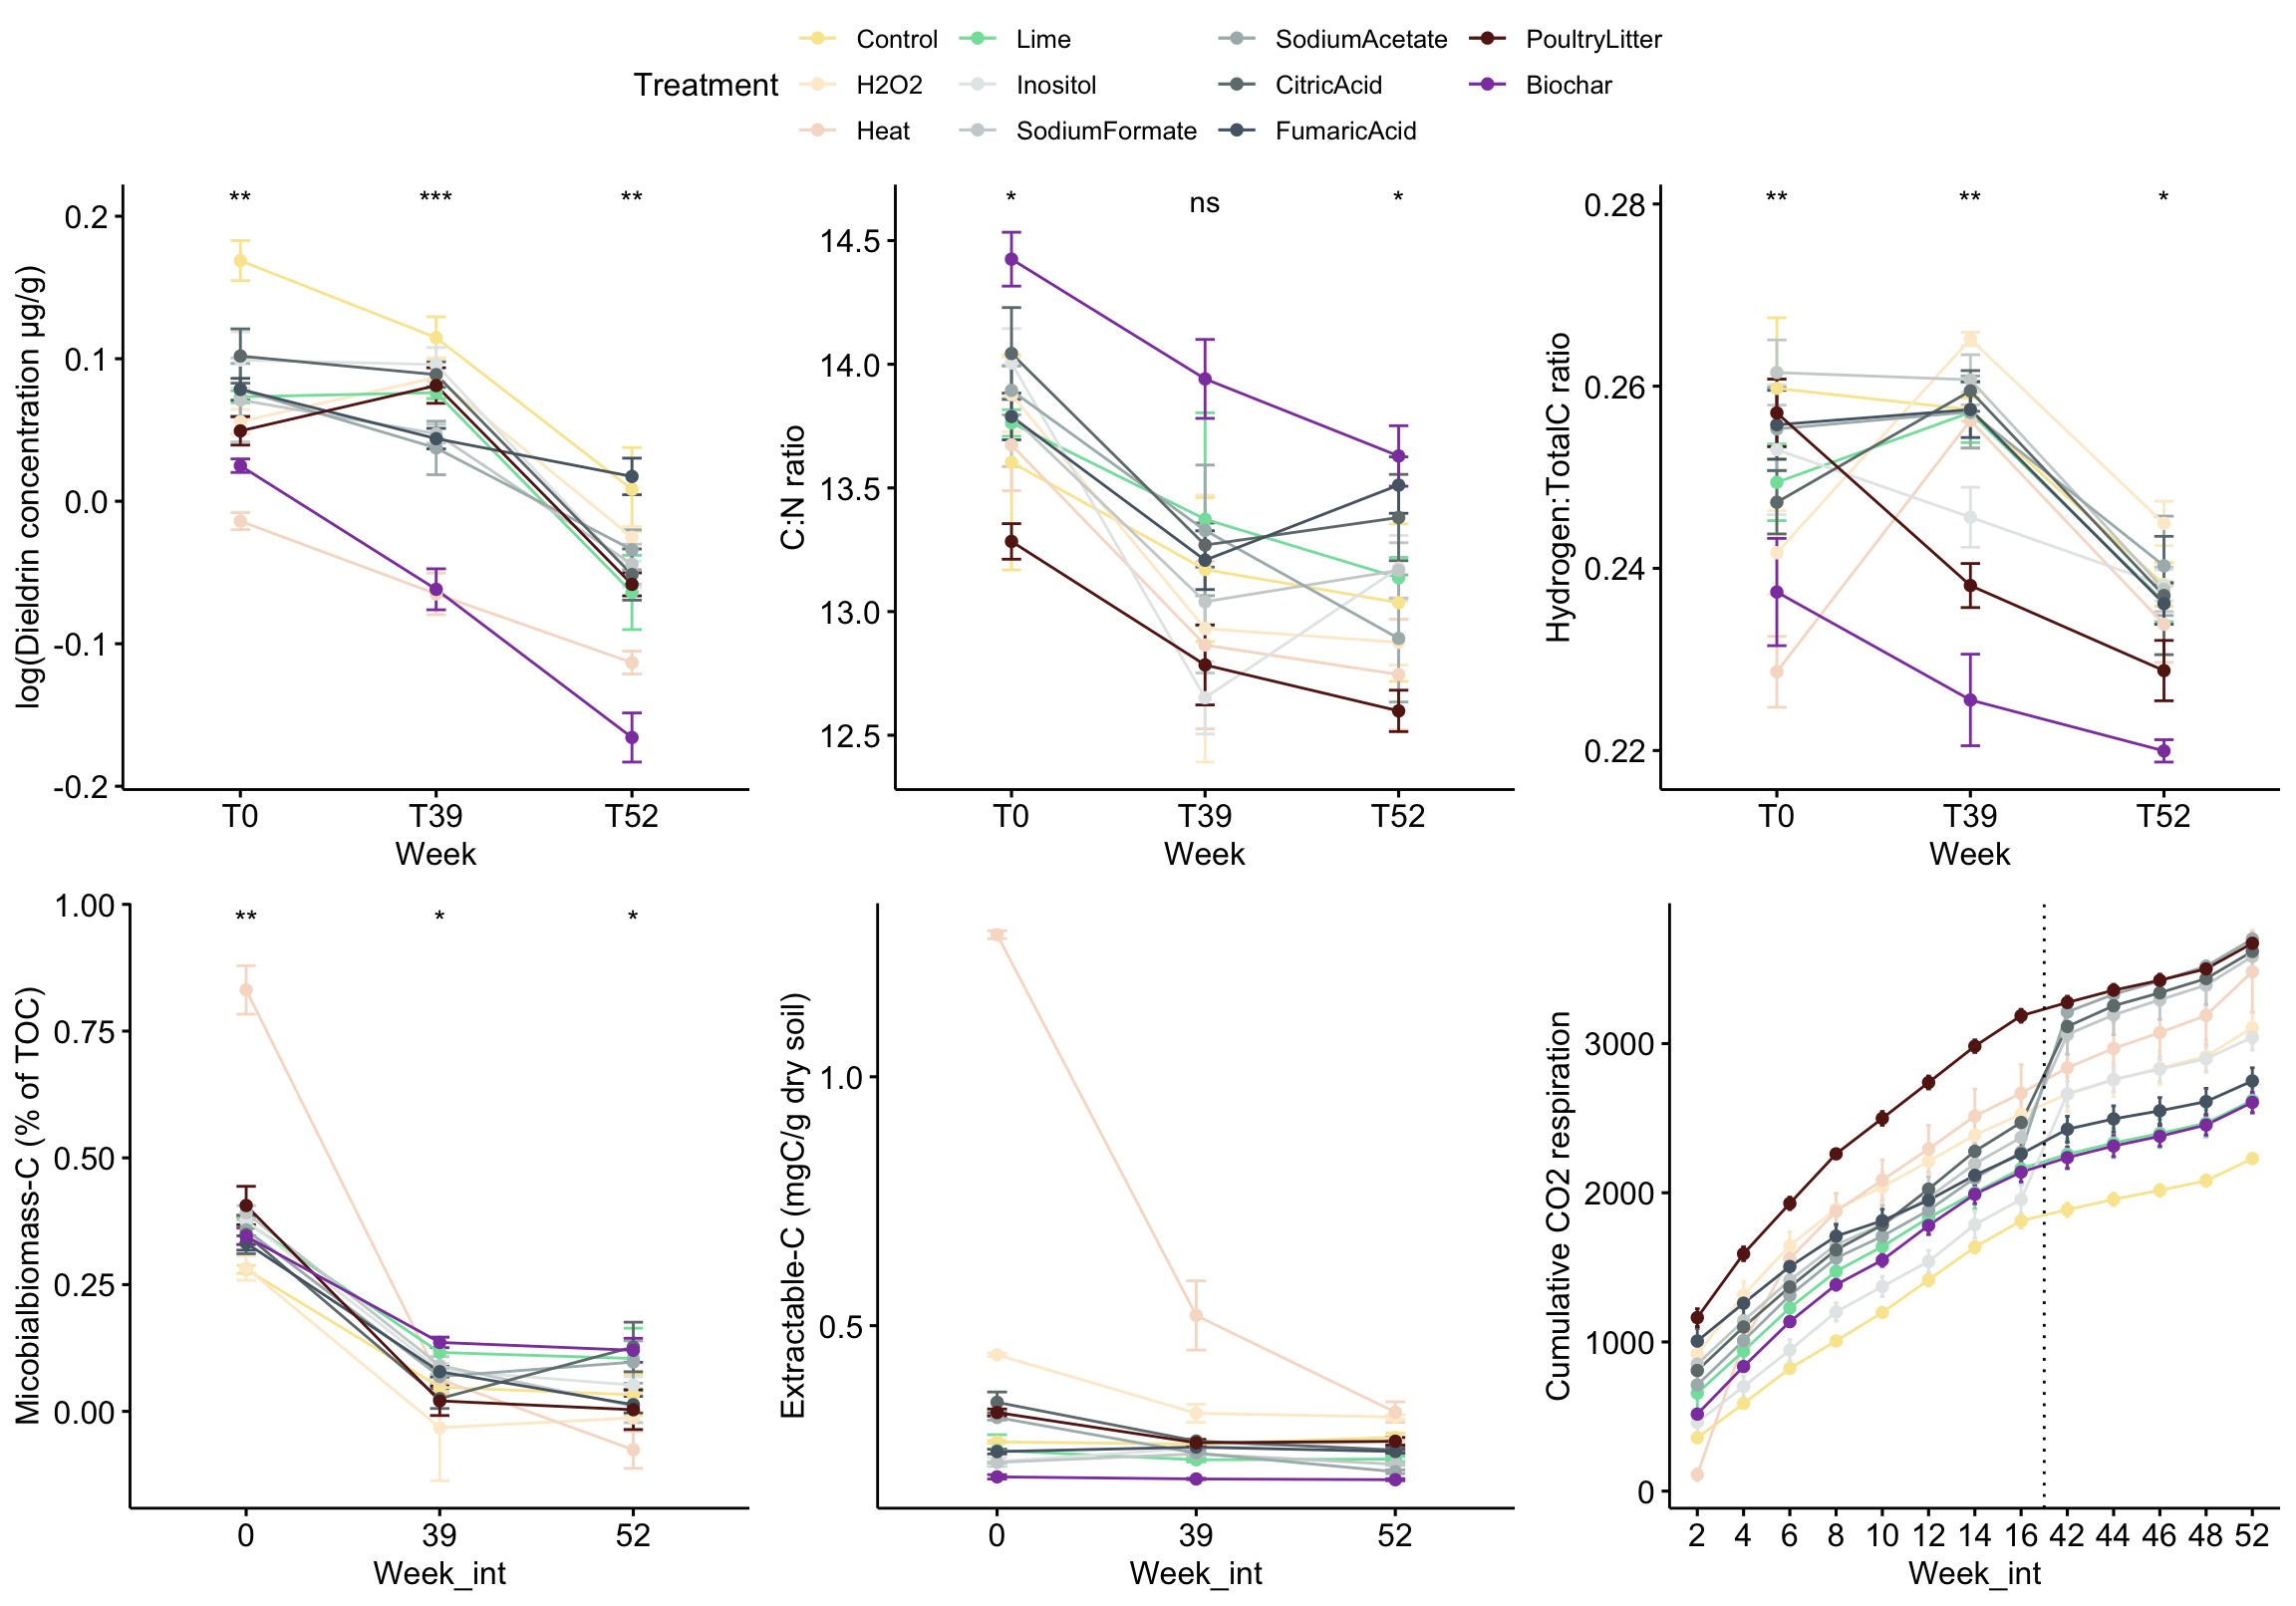 Treatment
Control
H2O2
Heat
Lime
Inositol
SodiumFormate
SodiumAcetate
CitricAcid
FumaricAcid
PoultryLitter
Biochar
log(Dieldrin concentration µg/g)
0.2
0.1
0.0
-0.1
-0.2
** *** **
T0 T39 T52
Week
C:N ratio
14.5
14.0
13.5
13.0
12.5
* ns *
T0 T39 T52
Week
Hydrogen:TotalC ratio
0.28
0.26
0.24
0.22
** ** *
T0 T39 T52
Week
Micobialbiomass-C (% of TOC)
1.00
0.75
0.50
0.25
0.00
** * *
0 39 52
Week_int
Extractable-C (mgC/g dry soil)
1.0
0.5
0 39 52
Week_int
Cumulative CO2 respiration
3000
2000
1000
0
2 4 6 8 10 12 14 16 42 44 46 48 52
Week_int